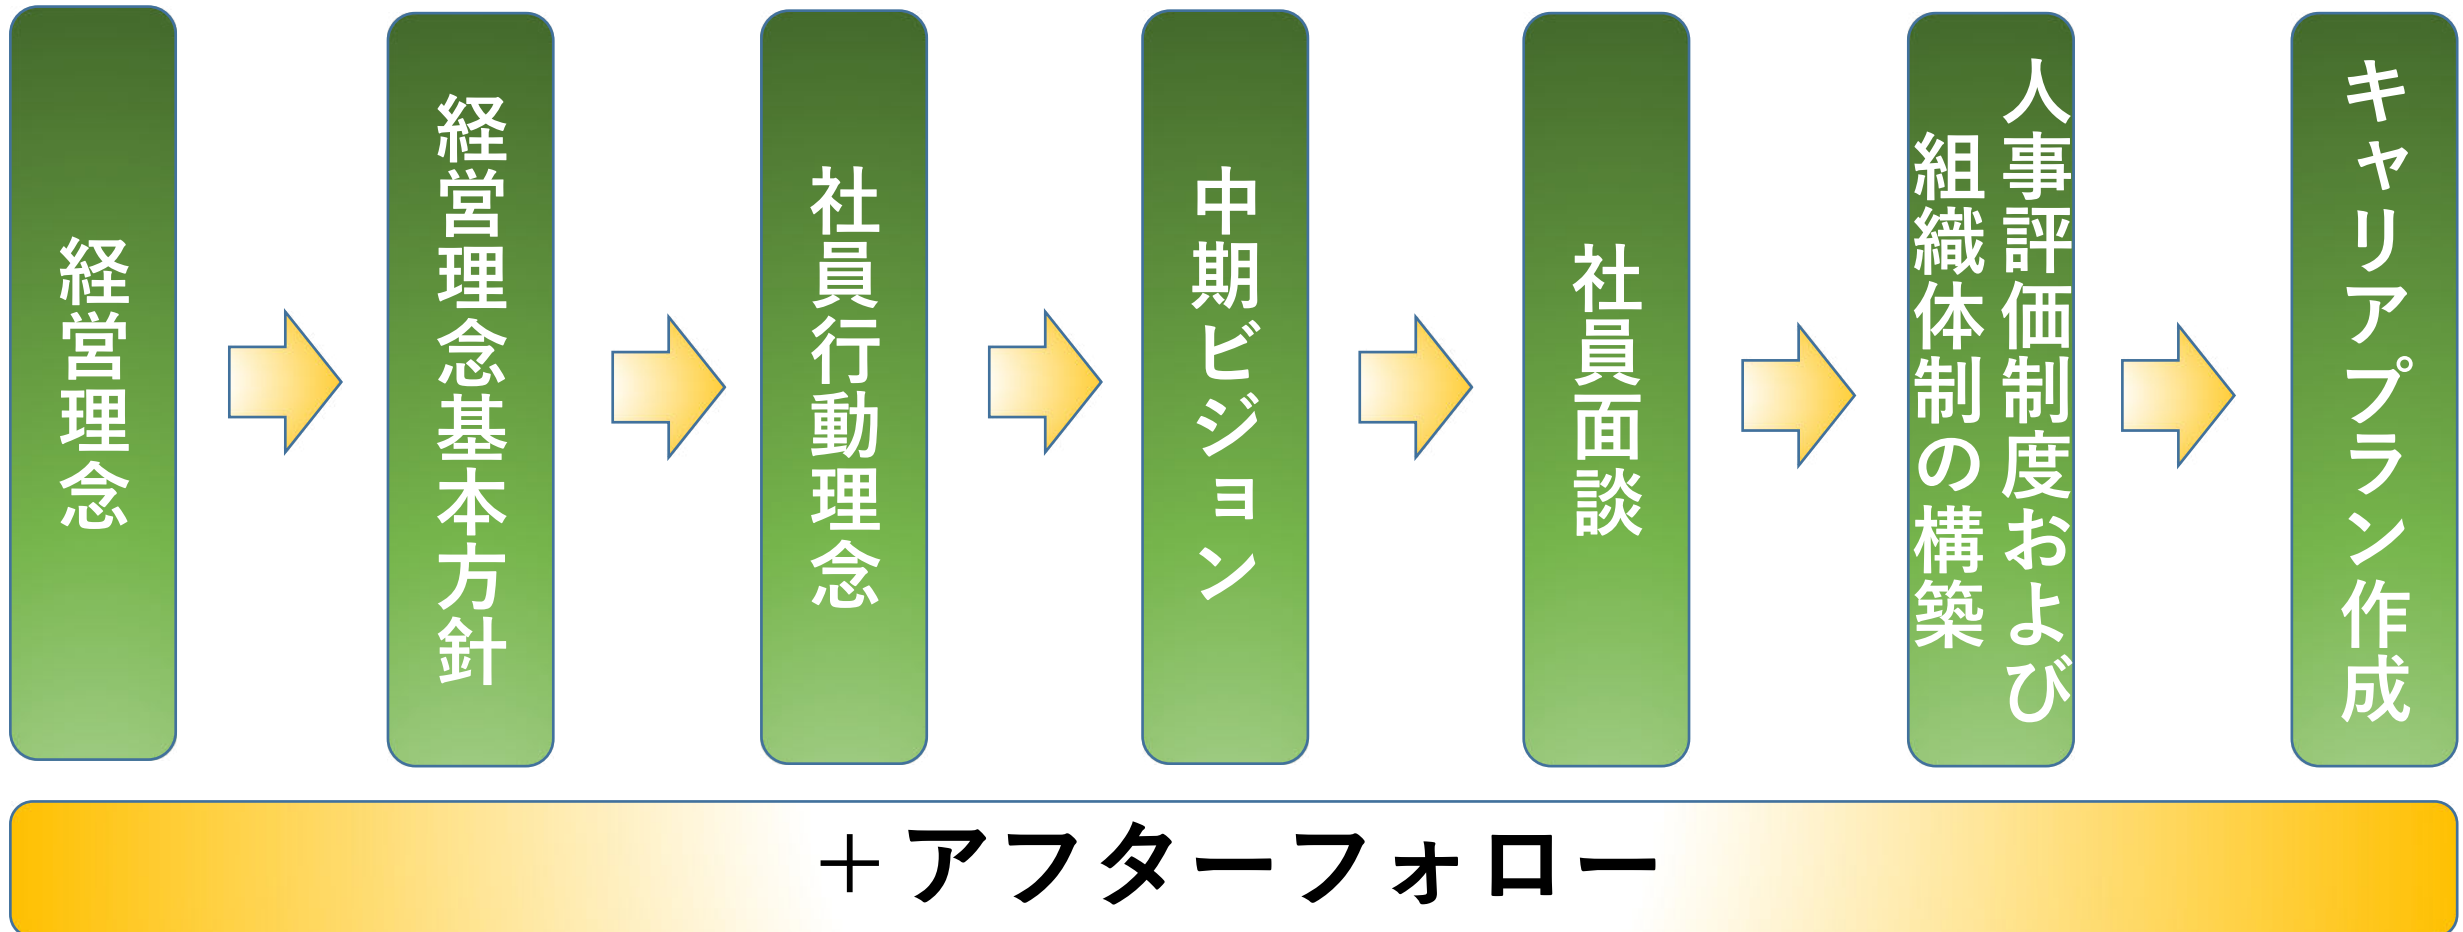 経営理念
経営理念基本方針
社員行動理念
中期ビジョン
社員面談
人事評価制度および
組織体制の構築
キャリアプラン作成
＋アフターフォロー